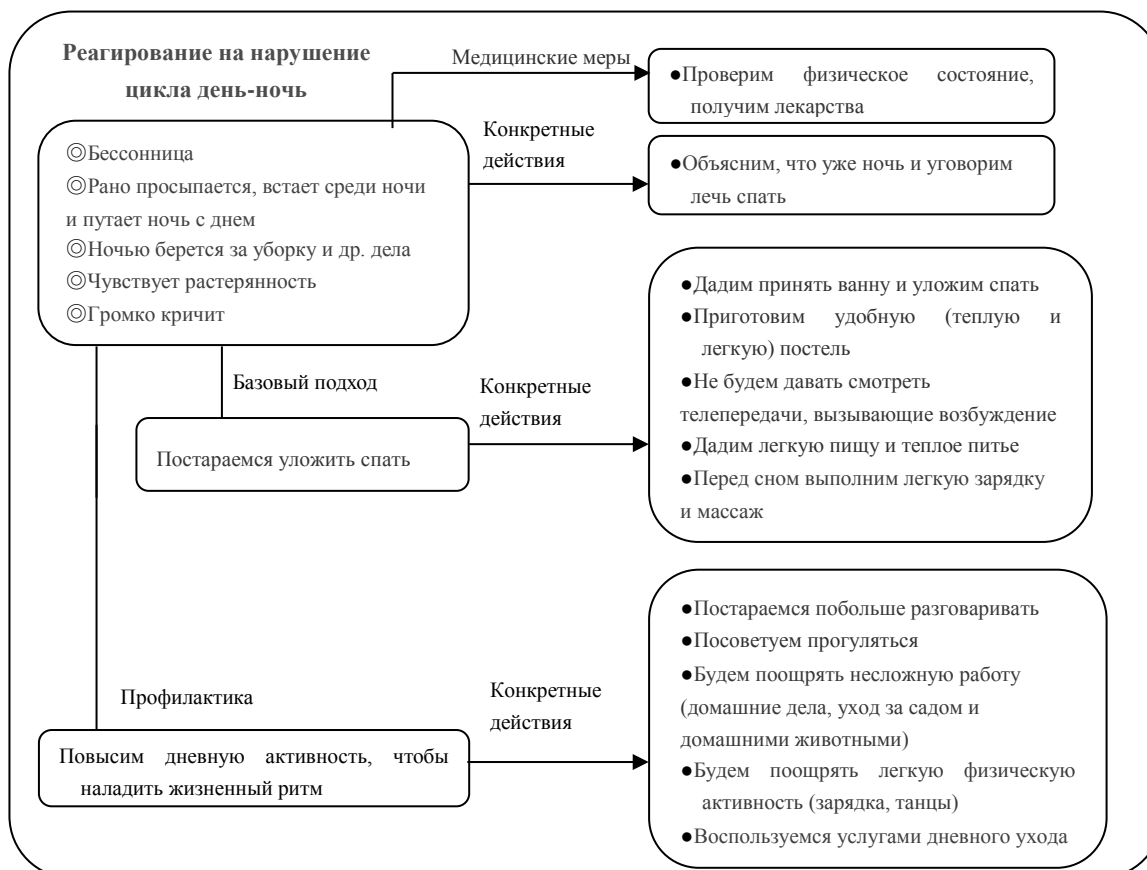 Реагирование на нарушение
цикла день-ночь
Медицинские меры
●Проверим физическое состояние,
получим лекарства
◎Бессонница
◎Рано просыпается, встает среди ночи
и путает ночь с днем
◎Ночью берется за уборку и др. дела
◎Чувствует растерянность
◎Громко кричит
Конкретные
действия
●Объясним, что уже ночь и уговорим
лечь спать
Базовый подход
Постараемся уложить спать
Конкретные
действия
●Дадим принять ванну и уложим спать
●Приготовим удобную (теплую и
легкую) постель
●Не будем давать смотреть
телепередачи, вызывающие возбуждение
●Дадим легкую пищу и теплое питье
●Перед сном выполним легкую зарядку
и массаж
Профилактика
Повысим дневную активность, чтобы
наладить жизненный ритм
Конкретные
действия
●Постараемся побольше разговаривать
●Посоветуем прогуляться
●Будем поощрять несложную работу
(домашние дела, уход за садом и
домашними животными)
●Будем поощрять легкую физическую
активность (зарядка, танцы)
●Воспользуемся услугами дневного ухода